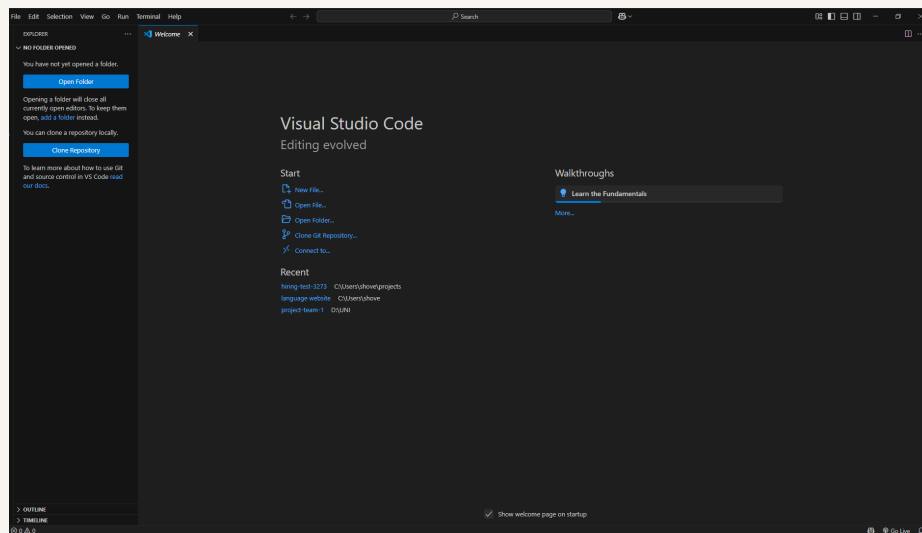 File Edit Selection View Go Run Terminal Help
Search
EXPLORER
Welcome
NO FOLDER OPENED
You have not yet opened a folder.
Open Folder
Opening a folder will close all
currently open editors. To keep them
open, add a folder instead.
You can clone a repository locally.
Clone Repository
To learn more about how to use Git
and source control in VS Code read
our docs.
Visual Studio Code
Editing evolved
Start
New File...
Open File...
Open Folder...
Clone Git Repository...
Connect to...
Recent
hiring-test-3273 C:\Users\shove\projects
language website C:\Users\shove
project-team-1 D:\UNI
Walkthroughs
Learn the Fundamentals
More...
Show welcome page on startup
OUTLINE
TIMELINE
0 0
Go Live